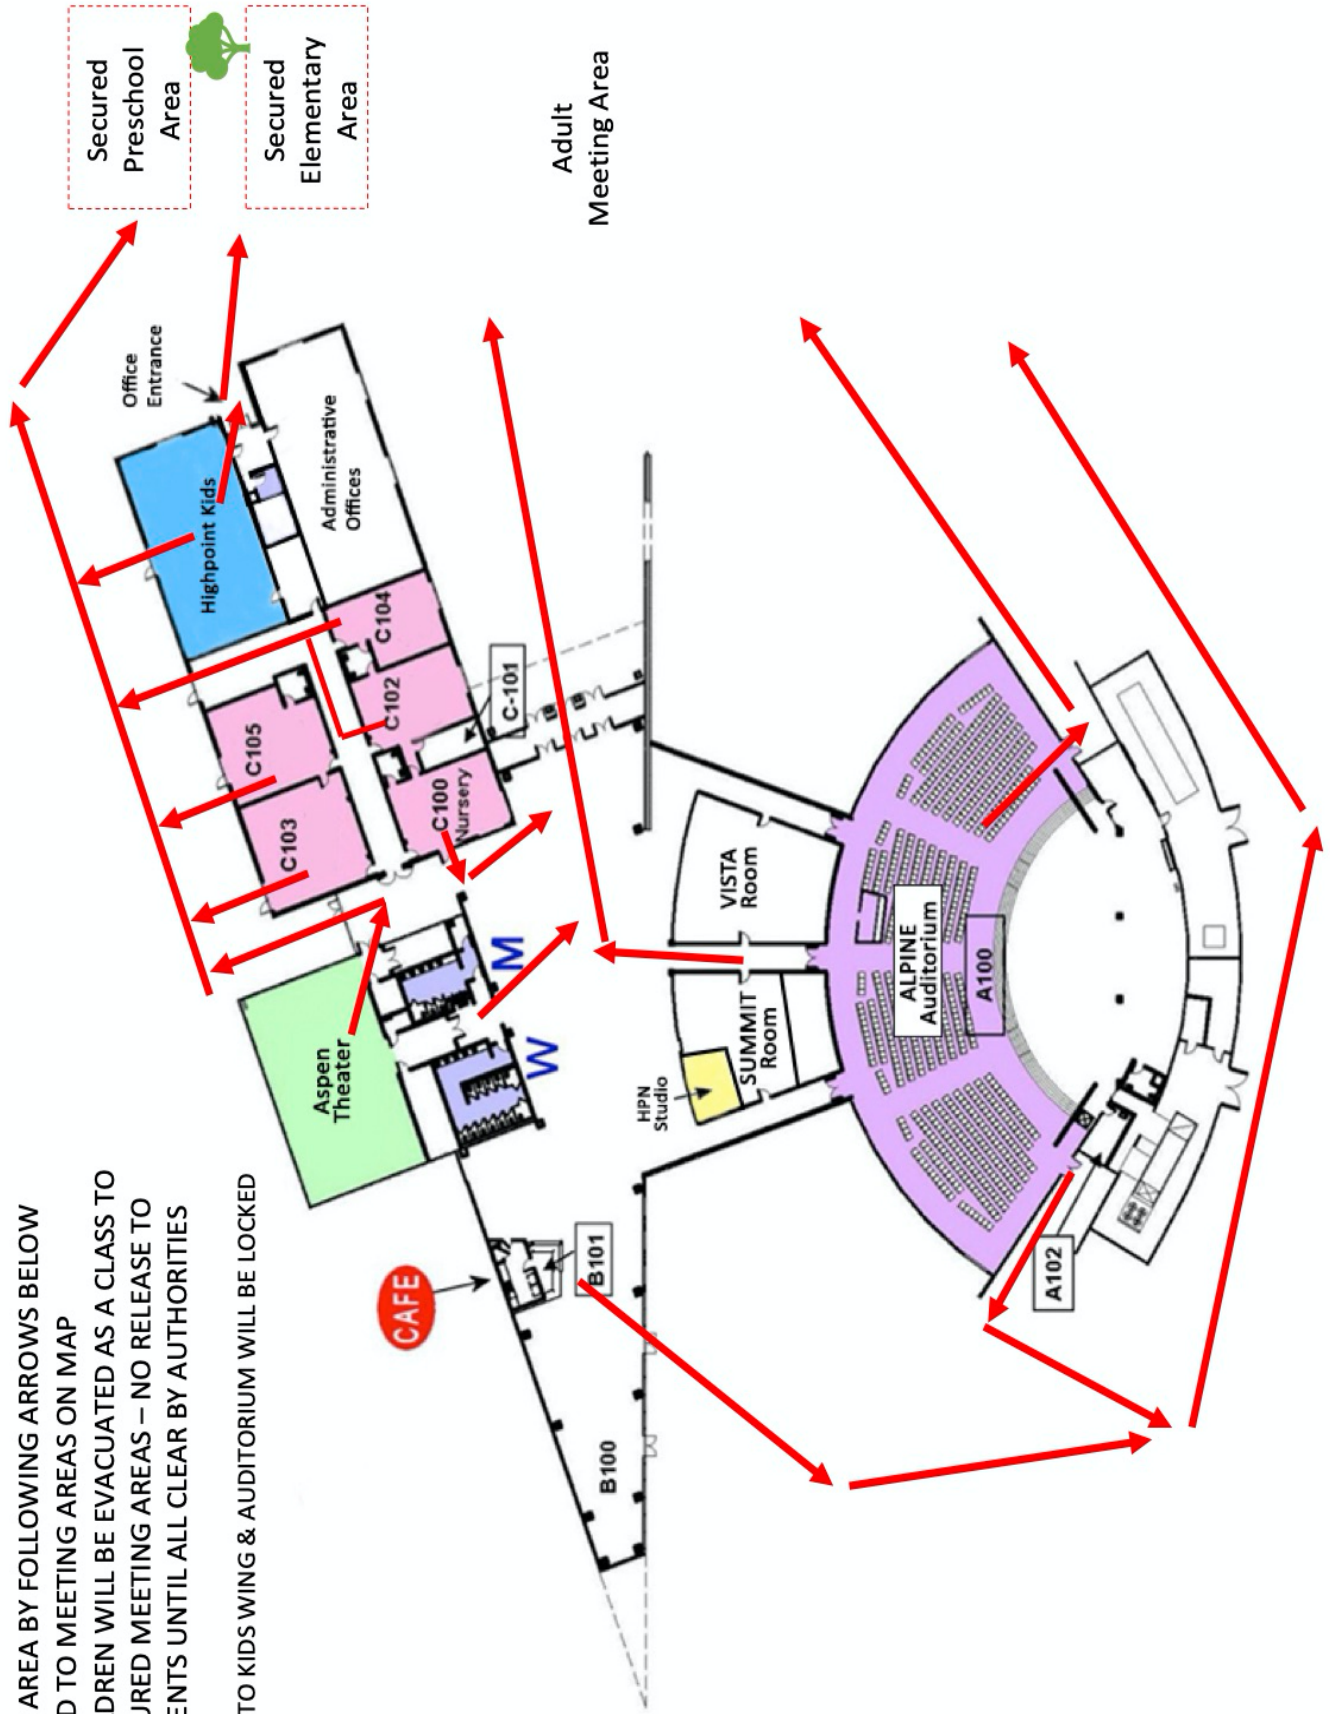 AREA BY FOLLOWING ARROWS BELOW
D TO MEETING AREAS ON MAP
DREN WILL BE EVACUATED AS A CLASS TO
URED MEETING AREAS – NO RELEASE TO
ENTS UNTIL ALL CLEAR BY AUTHORITIES
TO KIDS WING & AUDITORIUM WILL BE LOCKED
Secured
Preschool
Area
Secured
Elementary
Area
Adult
Meeting Area
Office
Entrance
Highpoint Kids
Administrative
Offices
C105
C103
C104
C102
C-101
C100
Nursery
Aspen
Theater
M
W
CAFE
B101
B100
HPN
Studio
SUMMIT
Room
VISTA
Room
ALPINE
Auditorium
A100
A102